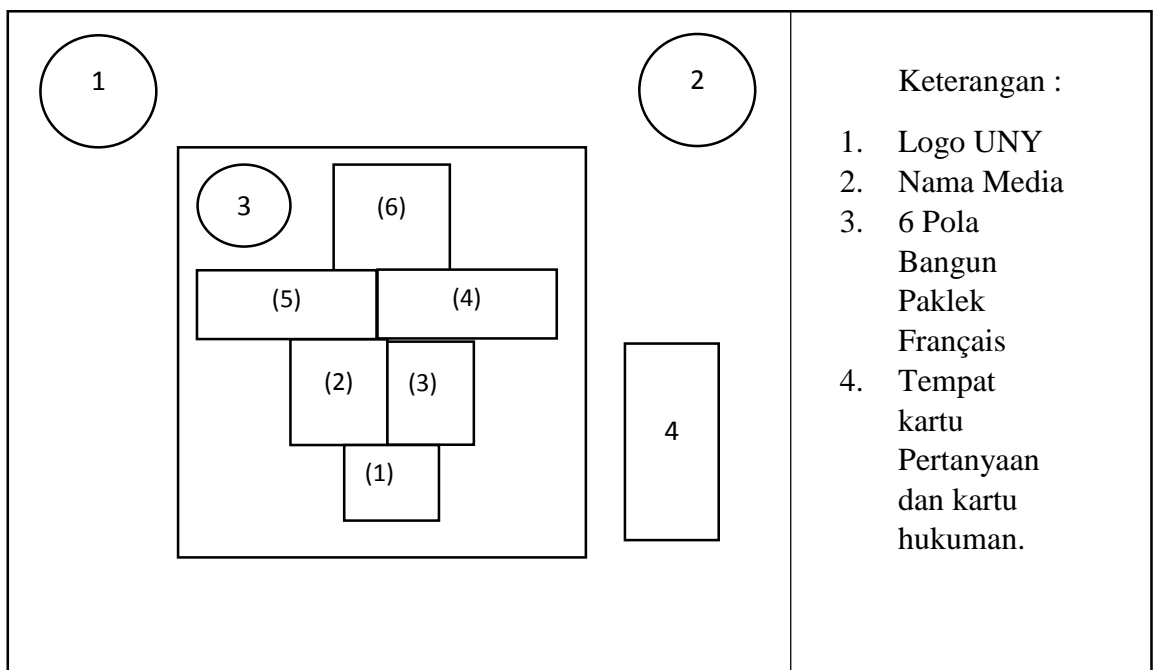 1
2
3
(6)
(5)
(4)
(2)
(3)
(1)
4
Keterangan :
1. Logo UNY
2. Nama Media
3. 6 Pola
Bangun
Paklek
Français
4. Tempat
kartu
Pertanyaan
dan kartu
hukuman.